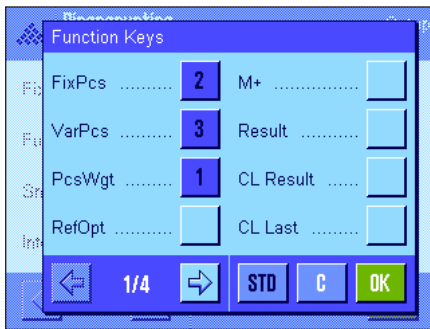 Function Keys
FixPcs .......... 2
VarPcs .......... 3
PcsWgt ......... 1
RefOpt .........
M+ ................
Result ............
CL Result ......
CL Last .........
1/4
STD C OK